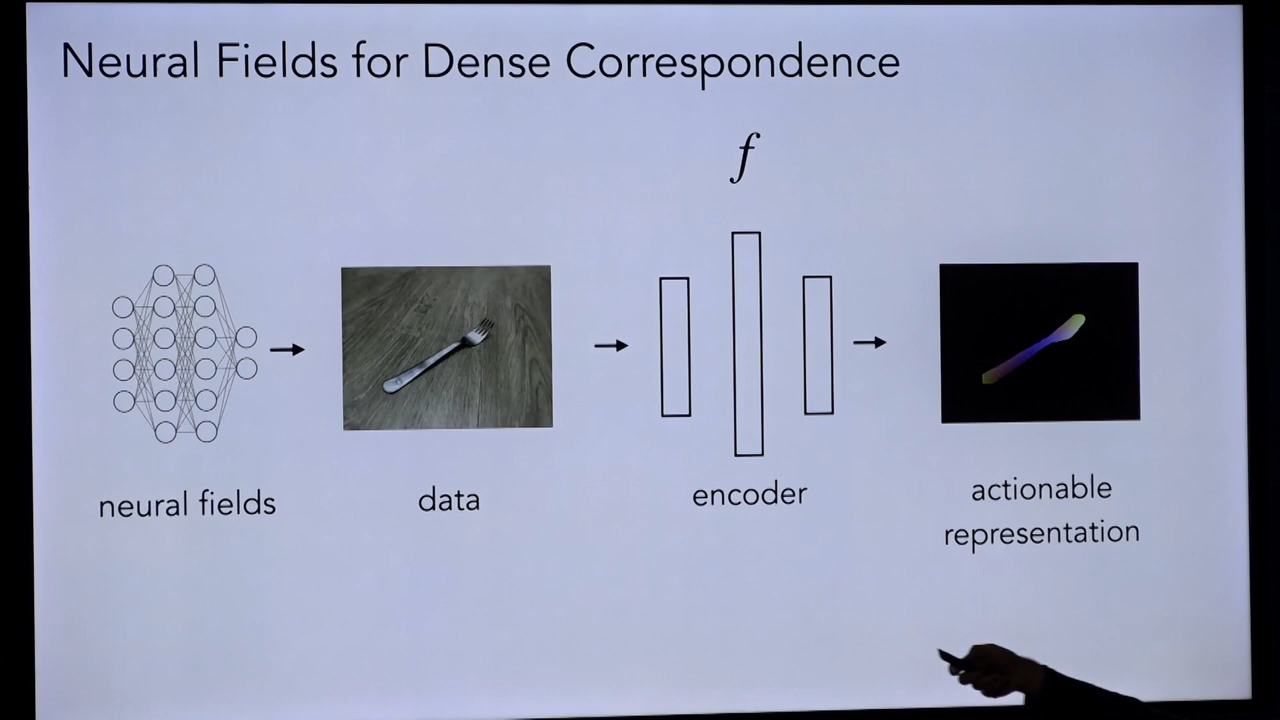 Neural Fields for Dense Correspondence
f
neural fields
data
encoder
actionable
representation